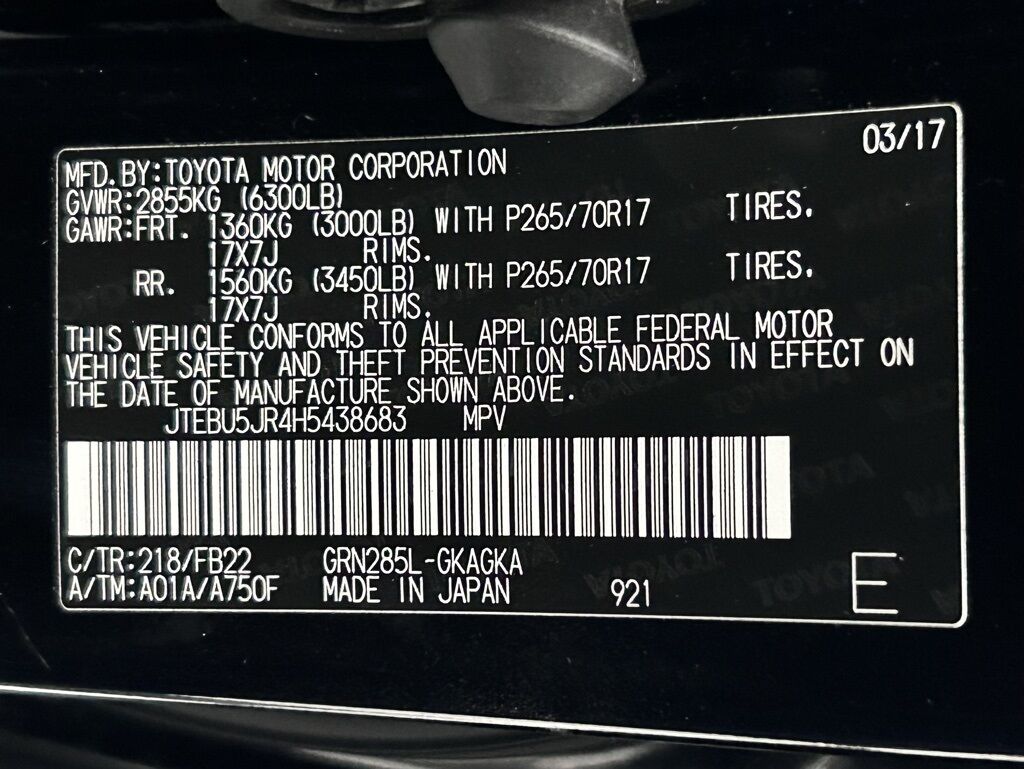 03/17
MFD.BY:TOYOTA MOTOR CORPORATION
GVWR:2855KG (6300LB)
GAWR:FRT. 1360KG (3000LB) WITH P265/70R17 TIRES.
17X7J RIMS.
RR. 1560KG (3450LB) WITH P265/70R17 TIRES.
17X7J RIMS.
THIS VEHICLE CONFORMS TO ALL APPLICABLE FEDERAL MOTOR
VEHICLE SAFETY AND THEFT PREVENTION STANDARDS IN EFFECT ON
THE DATE OF MANUFACTURE SHOWN ABOVE.
JTEBU5JR4H5438683 MPV
C/TR:218/FB22 GRN285L-GKAGKA
A/TM:A01A/A750F MADE IN JAPAN 921 E